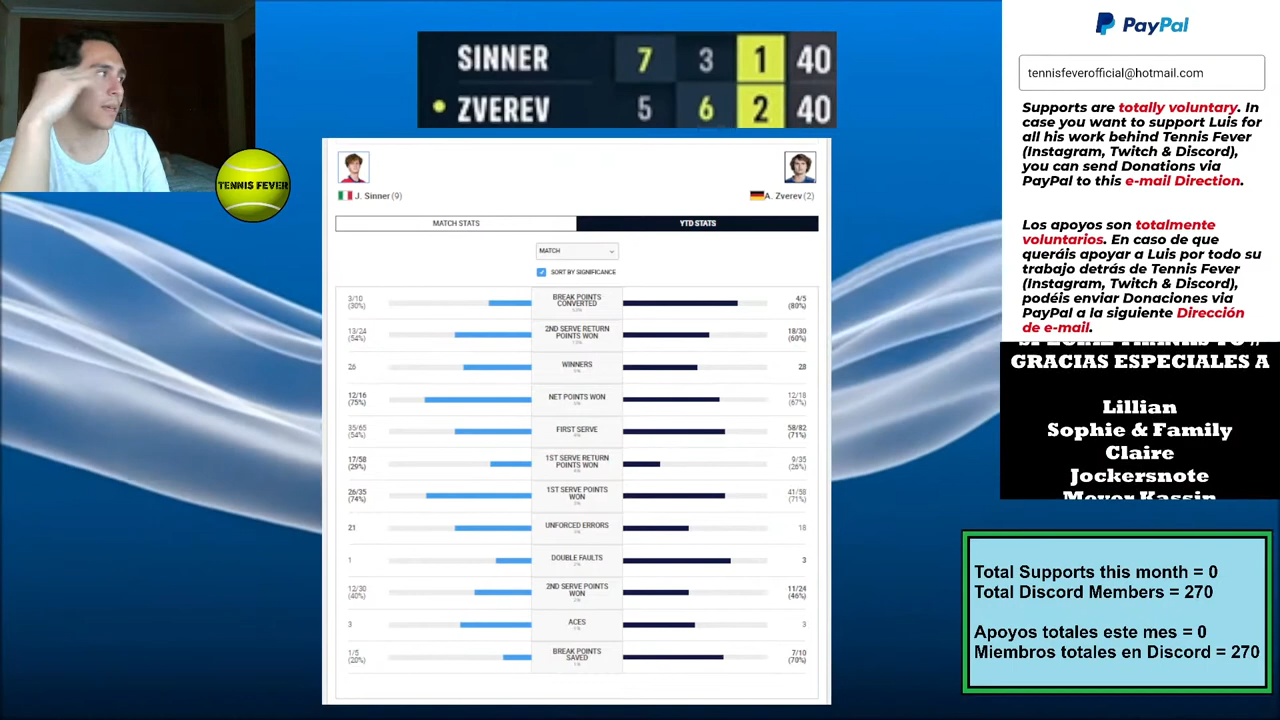 SINNER 7 3 1 40
ZVEREV 5 6 2 40
TENNIS FEVER
J. Sinner (9)
A. Zverev (2)
MATCH STATS
YTD STATS
MATCH
SORT BY SIGNIFICANCE
3/10
(30%)
BREAK POINTS
CONVERTED
4/5
(80%)
13/24
(54%)
2ND SERVE RETURN
POINTS WON
18/30
(60%)
26
WINNERS
28
12/16
(75%)
NET POINTS WON
12/18
(67%)
35/65
(54%)
FIRST SERVE
58/82
(71%)
17/58
(29%)
1ST SERVE RETURN
POINTS WON
9/35
(26%)
26/35
(74%)
1ST SERVE POINTS
WON
41/58
(71%)
21
UNFORCED ERRORS
18
1
DOUBLE FAULTS
3
12/30
(40%)
2ND SERVE POINTS
WON
11/24
(46%)
3
ACES
3
1/5
(20%)
BREAK POINTS
SAVED
7/10
(70%)
PayPal
tennisfeverofficial@hotmail.com
Supports are totally voluntary. In
case you want to support Luis for
all his work behind Tennis Fever
(Instagram, Twitch & Discord),
you can send Donations via
PayPal to this e-mail Direction.
Los apoyos son totalmente
voluntarios. En caso de que
queráis apoyar a Luis por todo su
trabajo detrás de Tennis Fever
(Instagram, Twitch & Discord),
podéis enviar Donaciones via
PayPal a la siguiente Dirección
de e-mail.
SPECIAL THANKS TO //
GRACIAS ESPECIALES A
Lillian
Sophie & Family
Claire
Jockersnote
Meyer Kassin
Total Supports this month = 0
Total Discord Members = 270
Apoyos totales este mes = 0
Miembros totales en Discord = 270